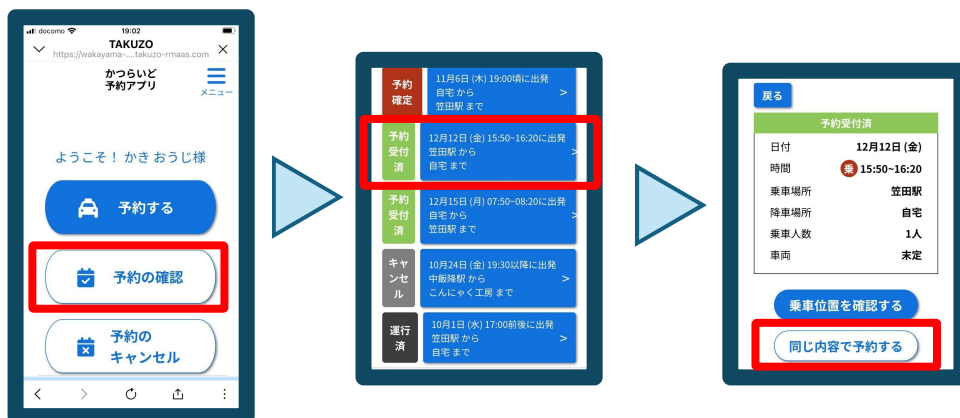 docomo 19:02
TAKUZO
https://wakayama-....takuzo-rmaas.com
かつらいど
予約アプリ
メニュー
ようこそ！ かき おうじ様
予約する
予約の確認
予約の
キャンセル
予約
確定
11月6日 (木) 19:00頃に出発
自宅 から
笠田駅 まで
>
予約
受付
済
12月12日 (金) 15:50~16:20に出発
笠田駅 から
自宅 まで
>
予約
受付
済
12月15日 (月) 07:50~08:20に出発
自宅 から
笠田駅 まで
>
キャ
ンセ
ル
10月24日 (金) 19:30以降に出発
中飯降駅 から
こんにゃく工房 まで
>
運行
済
10月1日 (水) 17:00前後に出発
笠田駅 から
自宅 まで
>
戻る
予約受付済
日付 12月12日 (金)
時間 乗 15:50~16:20
乗車場所 笠田駅
降車場所 自宅
乗車人数 1人
車両 未定
乗車位置を確認する
同じ内容で予約する